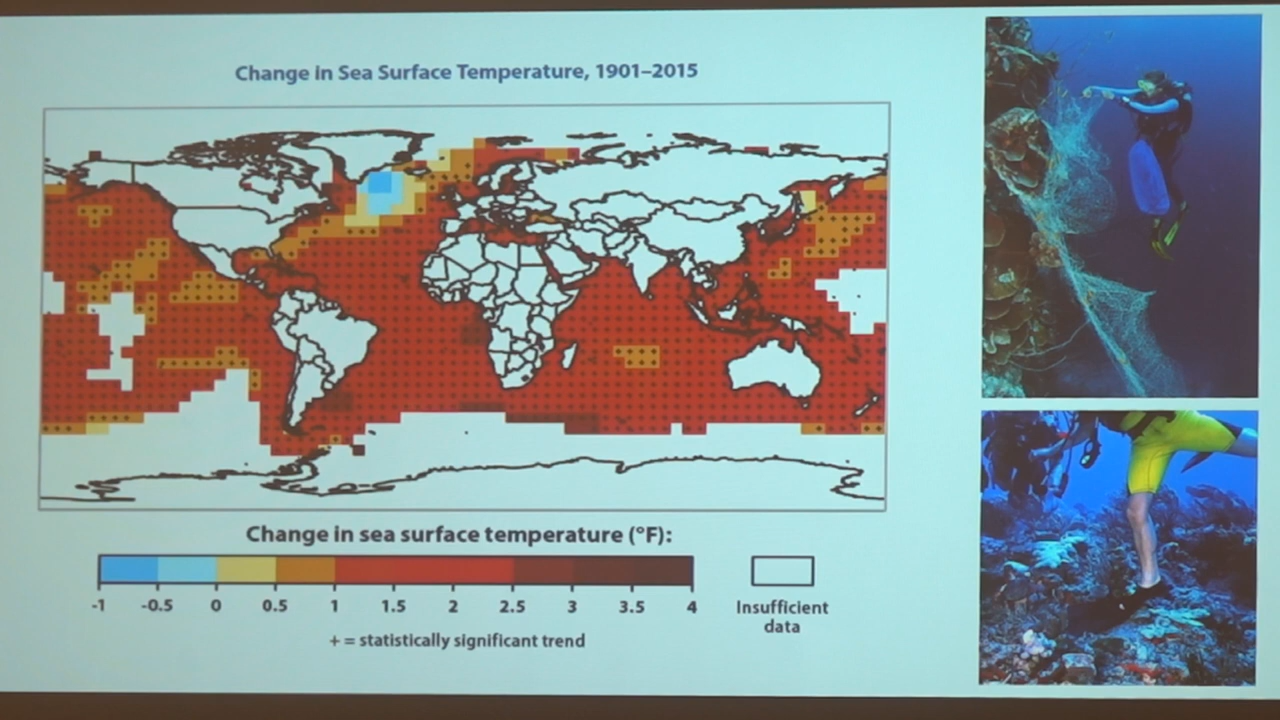 Change in Sea Surface Temperature, 1901–2015
Change in sea surface temperature (°F):
-1 -0.5 0 0.5 1 1.5 2 2.5 3 3.5 4
Insufficient
data
+ = statistically significant trend